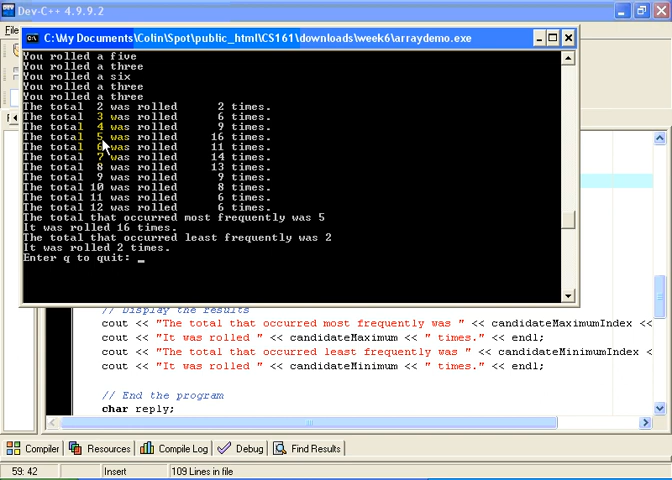 Dev-C++ 4.9.9.2
C:\My Documents\Colin\Spot\public_html\CS161\downloads\week6\arraydemo.exe
You rolled a five
You rolled a three
You rolled a six
You rolled a three
You rolled a three
The total 2 was rolled 2 times.
The total 3 was rolled 6 times.
The total 4 was rolled 9 times.
The total 5 was rolled 16 times.
The total 6 was rolled 11 times.
The total 7 was rolled 14 times.
The total 8 was rolled 13 times.
The total 9 was rolled 9 times.
The total 10 was rolled 8 times.
The total 11 was rolled 6 times.
The total 12 was rolled 6 times.
The total that occurred most frequently was 5
It was rolled 16 times.
The total that occurred least frequently was 2
It was rolled 2 times.
Enter q to quit: _
// Display the results
cout << "The total that occurred most frequently was " << candidateMaximumIndex <<
cout << "It was rolled " << candidateMaximum << " times." << endl;
cout << "The total that occurred least frequently was " << candidateMinimumIndex <<
cout << "It was rolled " << candidateMinimum << " times." << endl;
// End the program
char reply;
Compiler Resources Compile Log Debug Find Results
59: 42 Insert 109 Lines in file